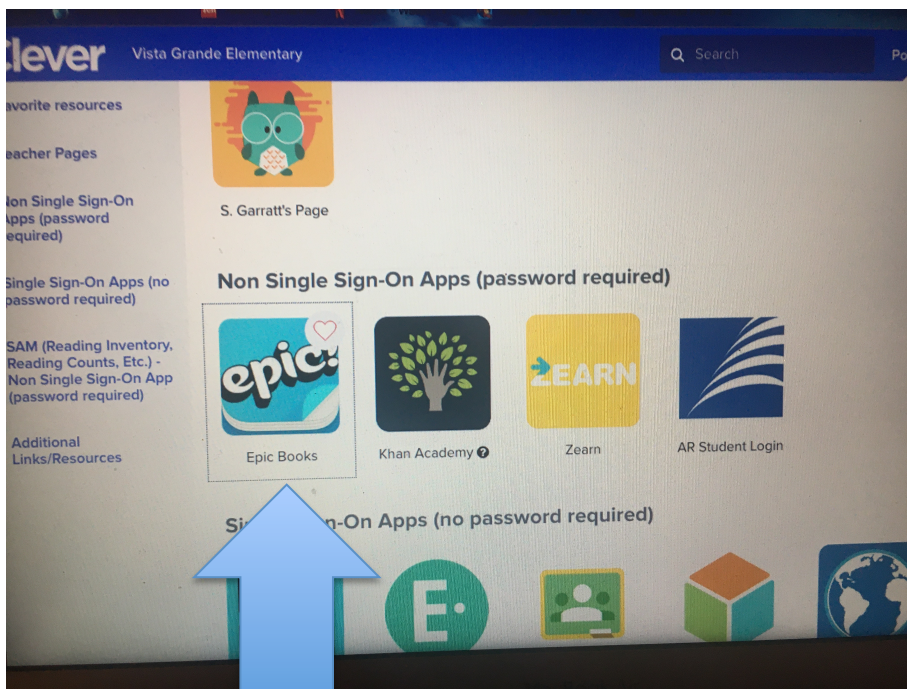 Clever Vista Grande Elementary Search Po
avorite resources
eacher Pages
Non Single Sign-On
Apps (password
equired)
Single Sign-On Apps (no
password required)
SAM (Reading Inventory,
Reading Counts, Etc.) -
Non Single Sign-On App
(password required)
Additional
Links/Resources
S. Garratt's Page
Non Single Sign-On Apps (password required)
epic!
ZEARN
Epic Books
Khan Academy ?
Zearn
AR Student Login
Si n-On Apps (no password required)
E